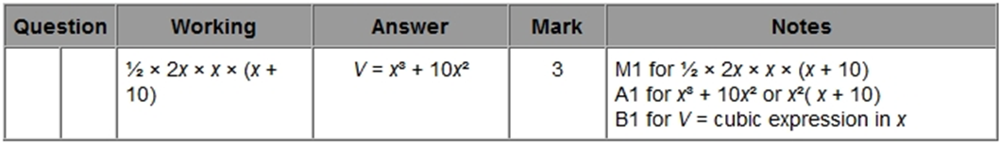 Question Working Answer Mark Notes
½ × 2x × x × (x + 10) V = x³ + 10x² 3 M1 for ½ × 2x × x × (x + 10)
A1 for x³ + 10x² or x²( x + 10)
B1 for V = cubic expression in x